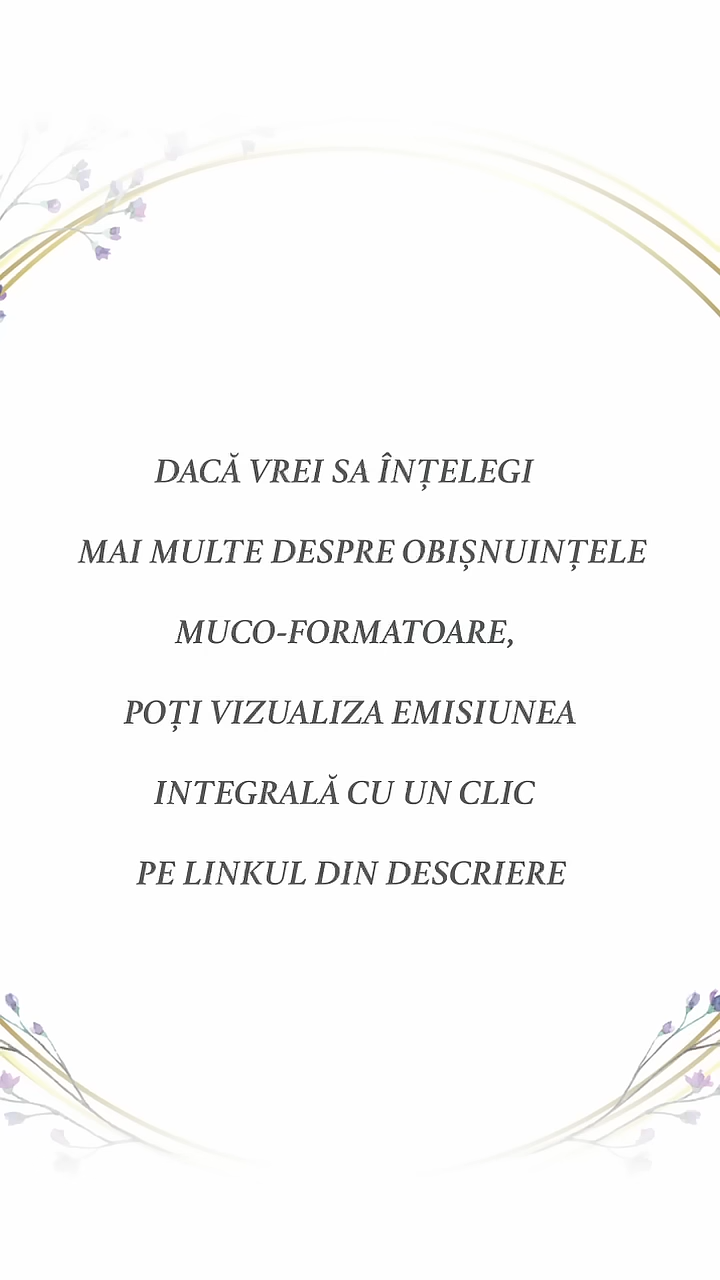 DACĂ VREI SA ÎNȚELEGI
MAI MULTE DESPRE OBIȘNUINȚELE
MUCO-FORMATOARE,
POȚI VIZUALIZA EMISIUNEA
INTEGRALĂ CU UN CLIC
PE LINKUL DIN DESCRIERE